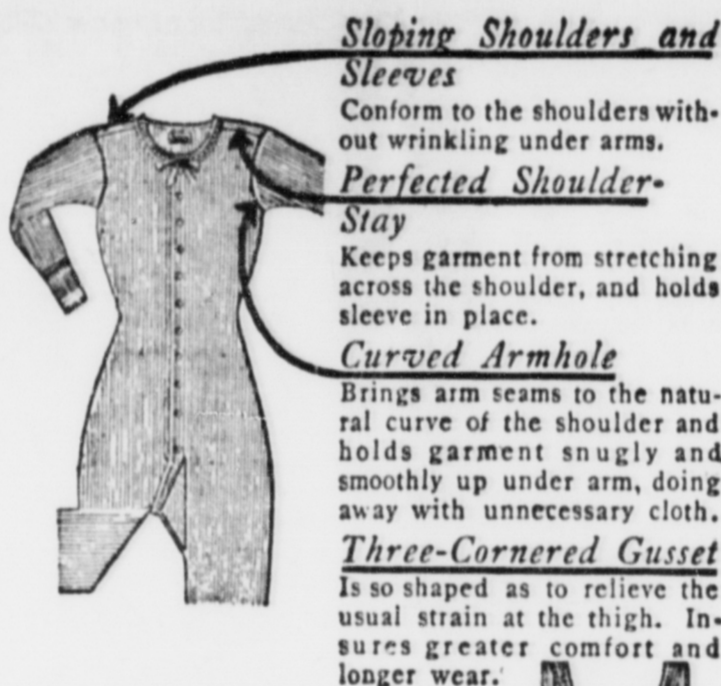 Sloping Shoulders and
Sleeves
Conform to the shoulders with-
out wrinkling under arms.
Perfected Shoulder-
Stay
Keeps garment from stretching
across the shoulder, and holds
sleeve in place.
Curved Armhole
Brings arm seams to the natu-
ral curve of the shoulder and
holds garment snugly and
smoothly up under arm, doing
away with unnecessary cloth.
Three-Cornered Gusset
Is so shaped as to relieve the
usual strain at the thigh. In-
sures greater comfort and
longer wear.